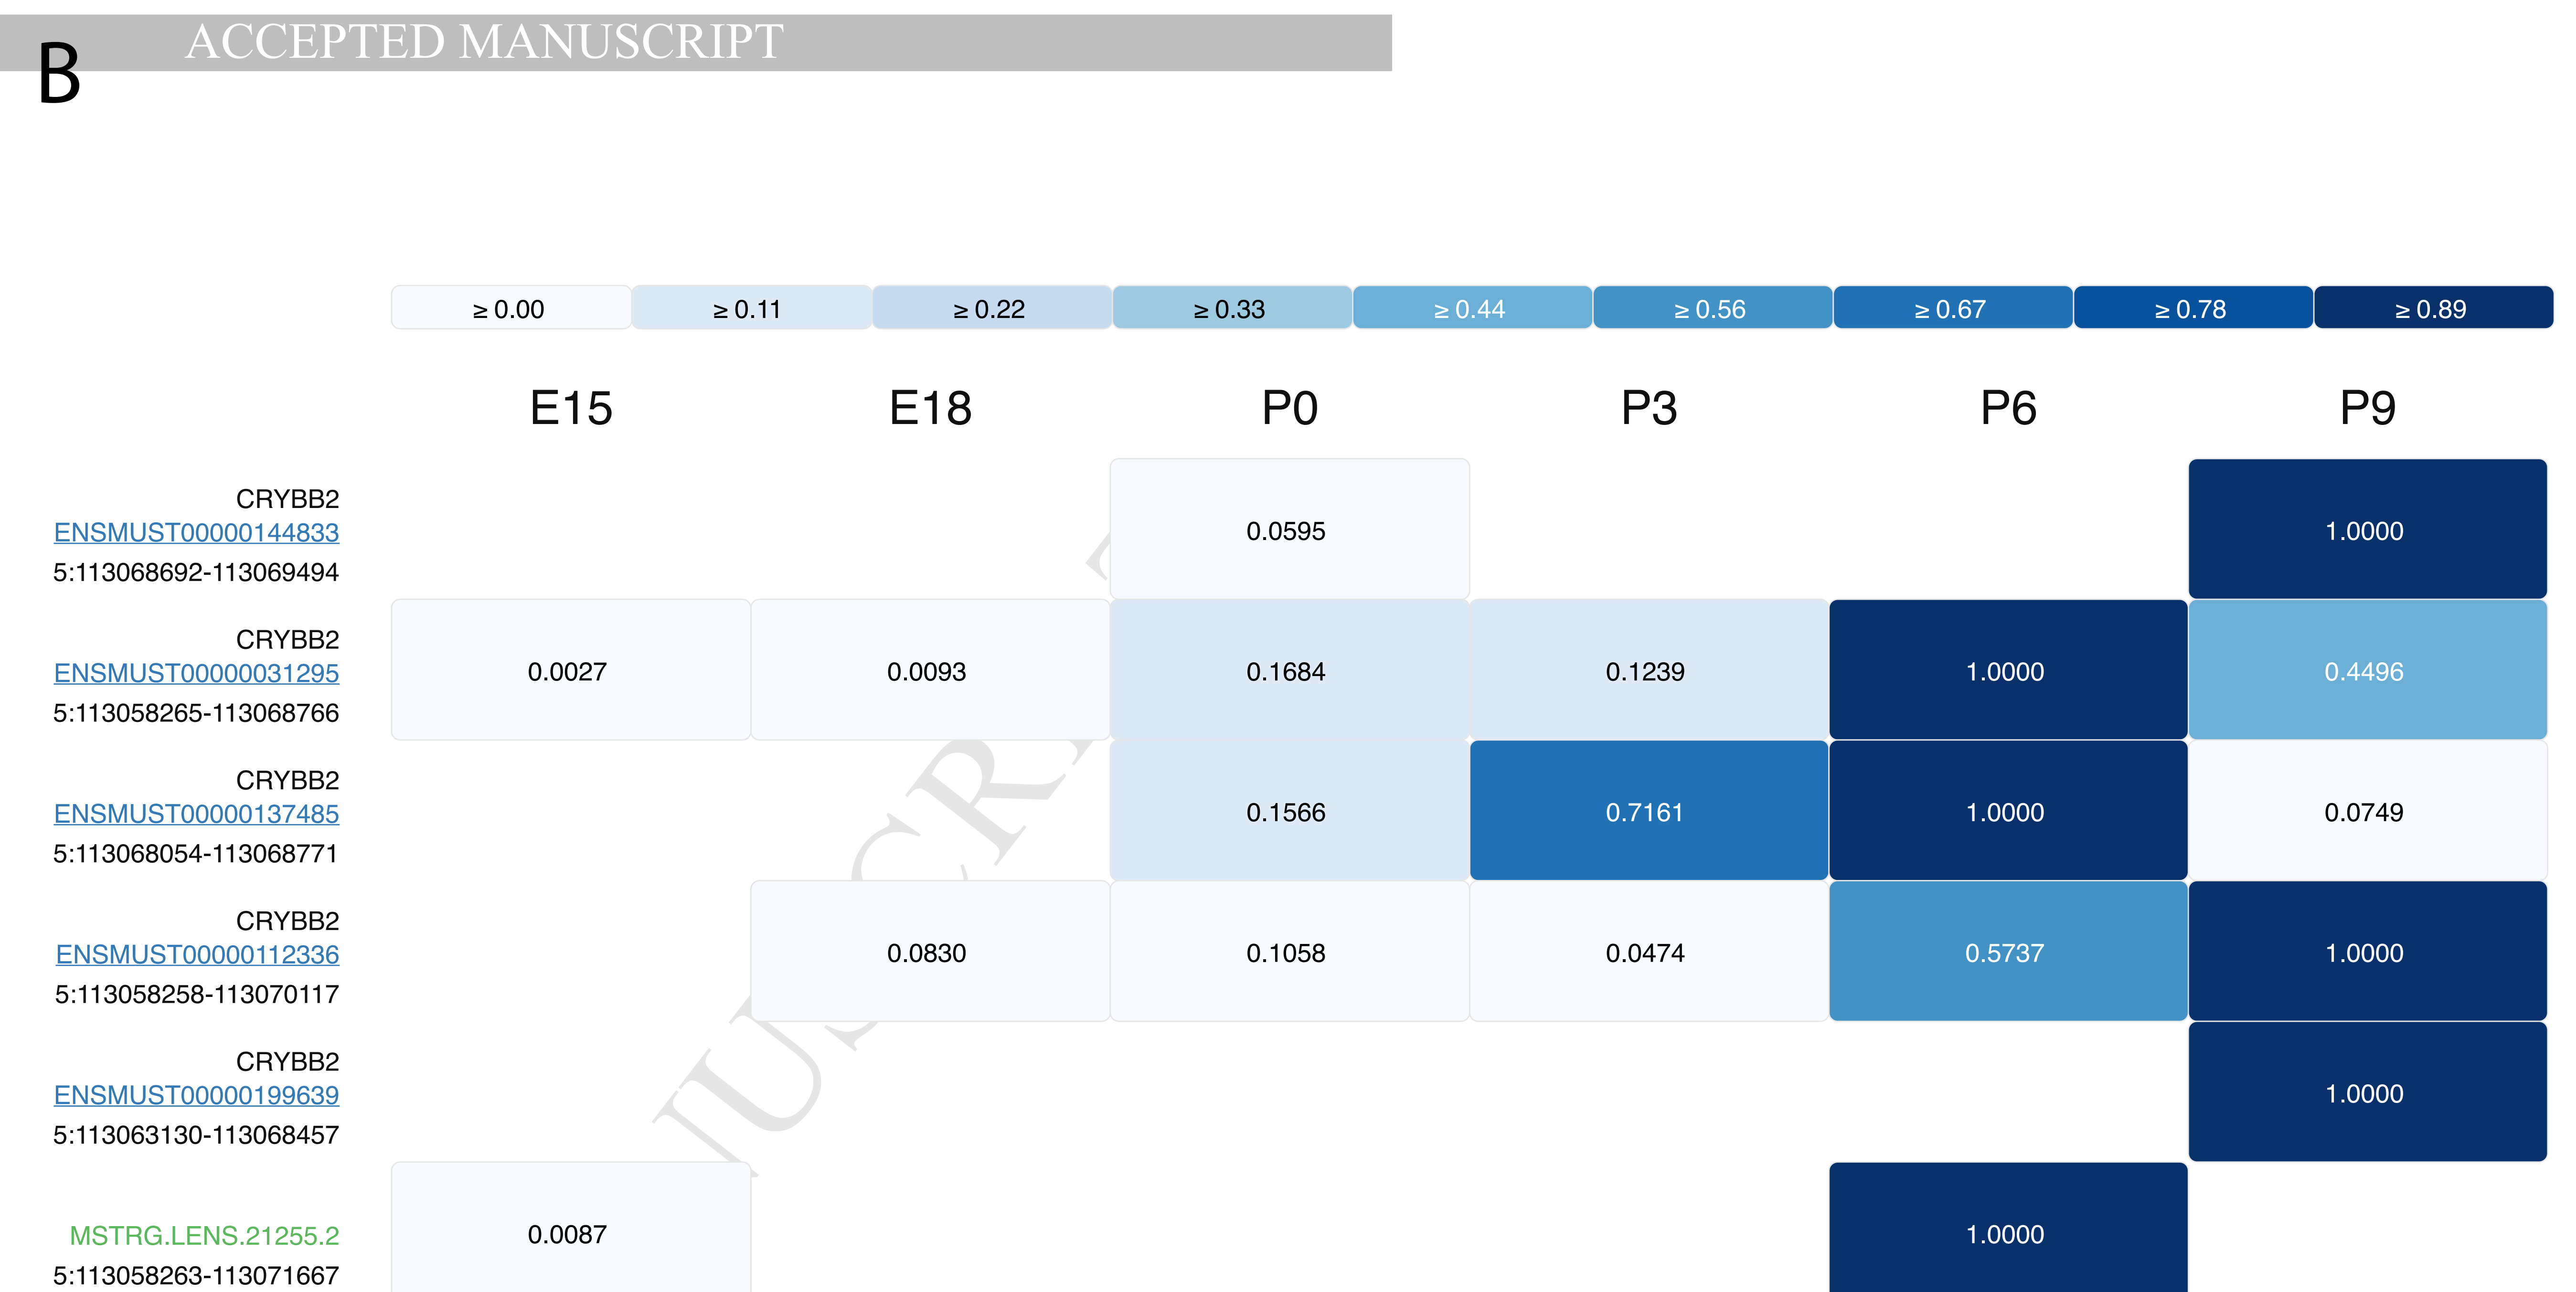 ACCEPTED MANUSCRIPT
B
≥ 0.00 ≥ 0.11 ≥ 0.22 ≥ 0.33 ≥ 0.44 ≥ 0.56 ≥ 0.67 ≥ 0.78 ≥ 0.89
E15 E18 P0 P3 P6 P9
CRYBB2
ENSMUST00000144833 0.0595 1.0000
5:113068692-113069494
CRYBB2
ENSMUST00000031295 0.0027 0.0093 0.1684 0.1239 1.0000 0.4496
5:113058265-113068766
CRYBB2
ENSMUST00000137485 0.1566 0.7161 1.0000 0.0749
5:113068054-113068771
CRYBB2
ENSMUST00000112336 0.0830 0.1058 0.0474 0.5737 1.0000
5:113058258-113070117
CRYBB2
ENSMUST00000199639 1.0000
5:113063130-113068457
MSTRG.LENS.21255.2 0.0087 1.0000
5:113058263-113071667